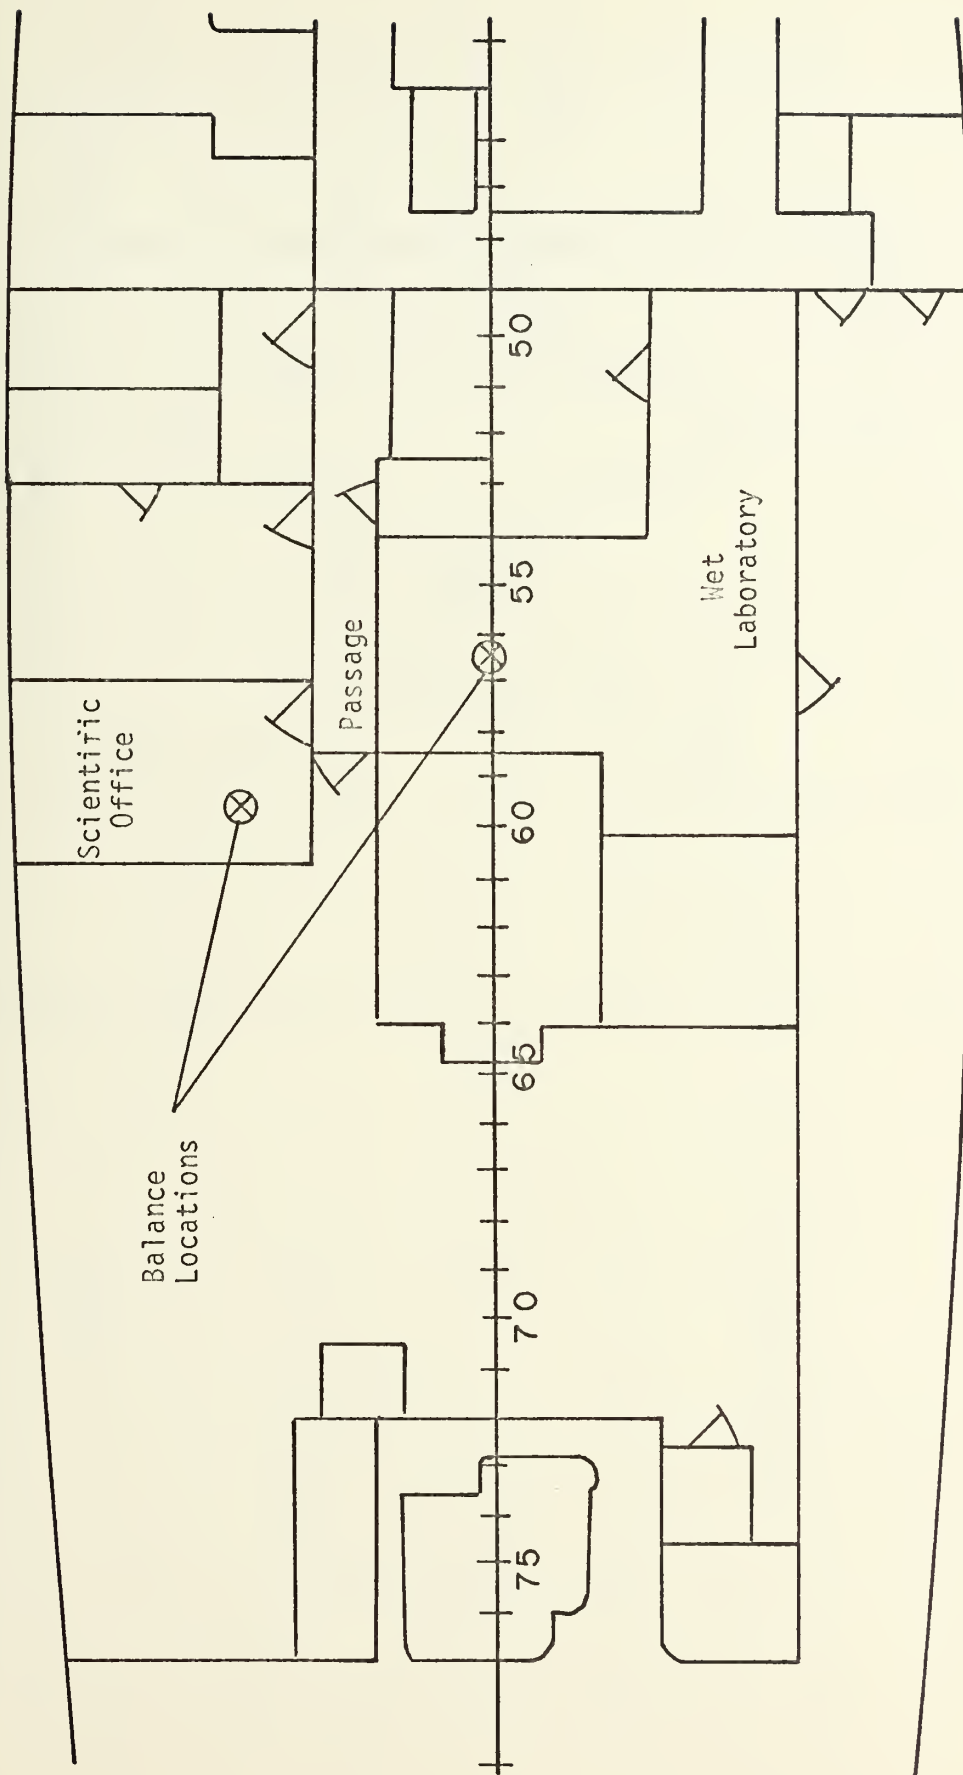 Scientific
Office
Balance
Locations
Passage
75 70 65 60 55 50
Wet
Laboratory